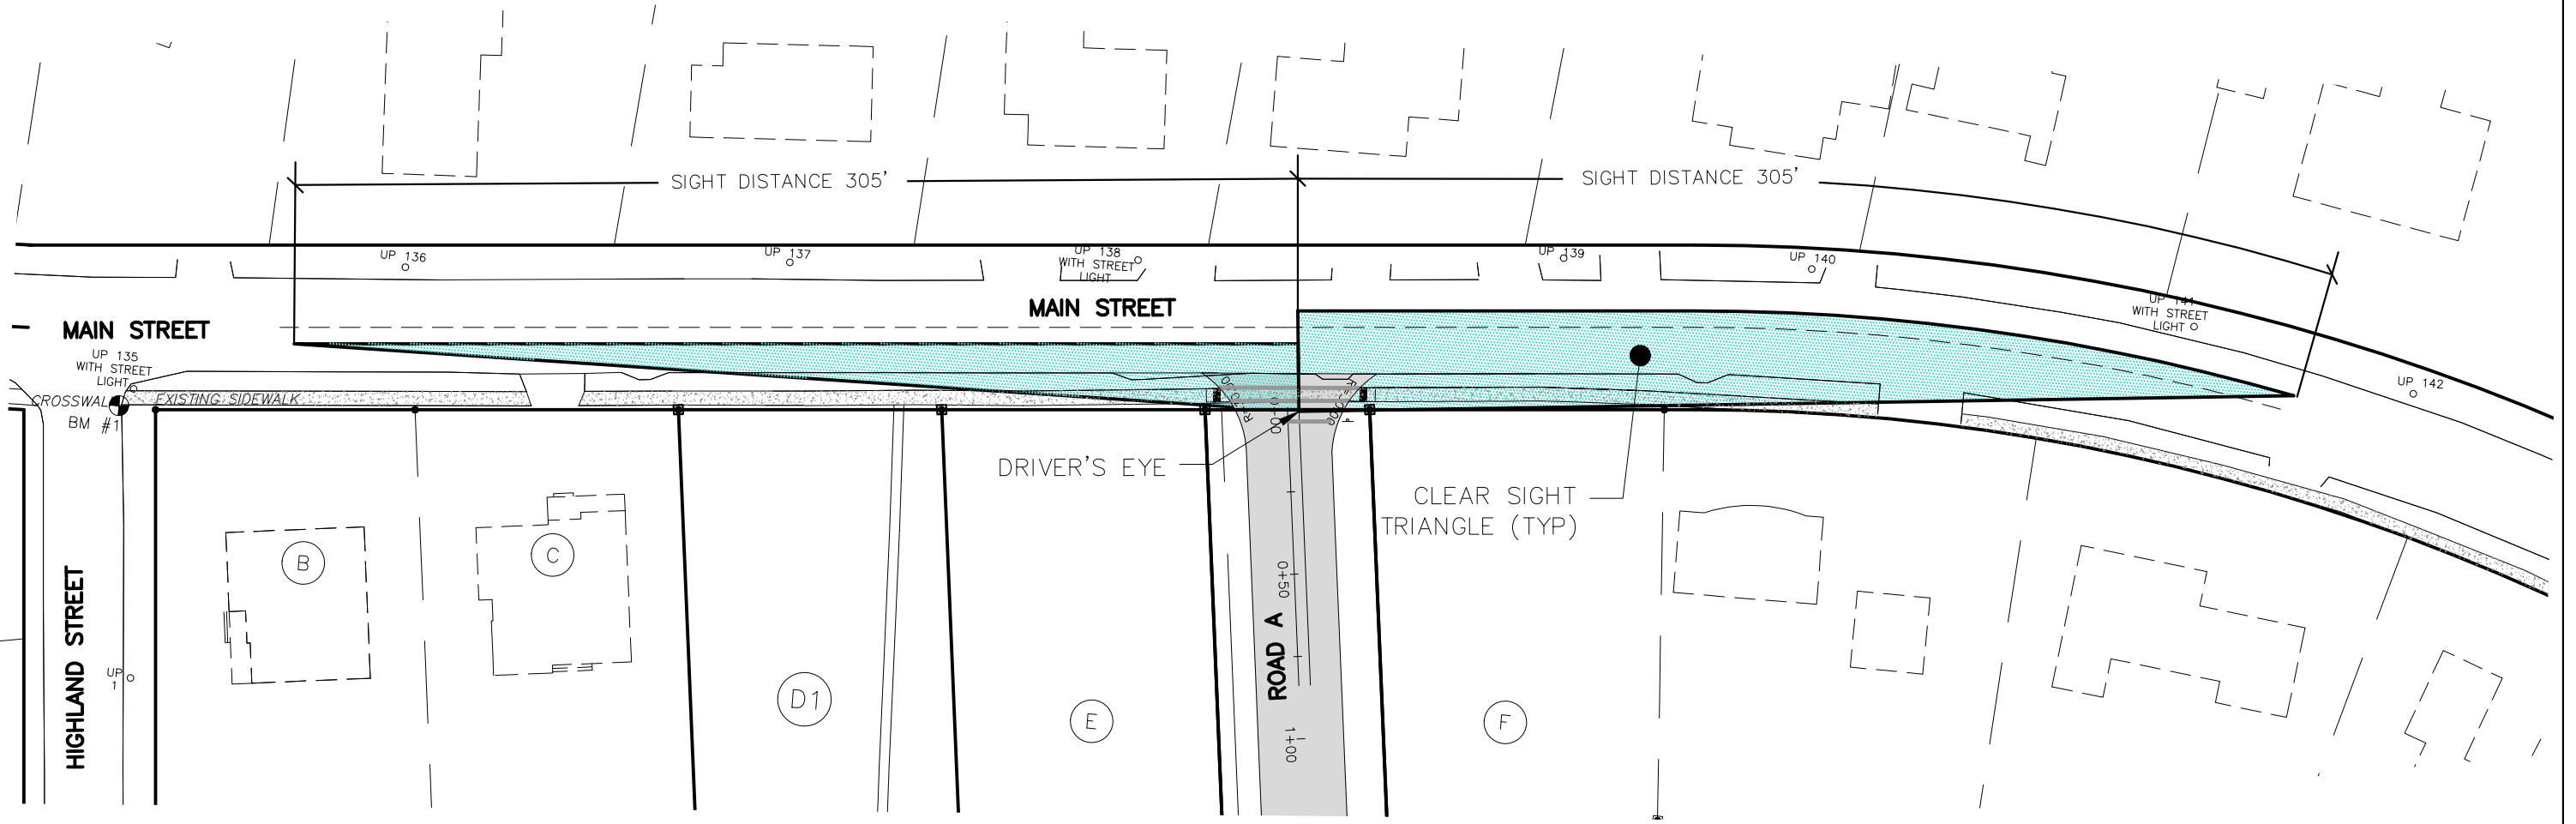 SIGHT DISTANCE 305'
SIGHT DISTANCE 305'
UP 136
UP 137
UP 138
WITH STREET
LIGHT
UP 139
UP 140
UP 141
WITH STREET
LIGHT
UP 142
MAIN STREET
MAIN STREET
UP 135
WITH STREET
LIGHT
CROSSWALK
EXISTING SIDEWALK
BM #1
DRIVER'S EYE
CLEAR SIGHT
TRIANGLE (TYP)
B
C
D1
E
F
HIGHLAND STREET
UP
1
ROAD A
0+50
1+00